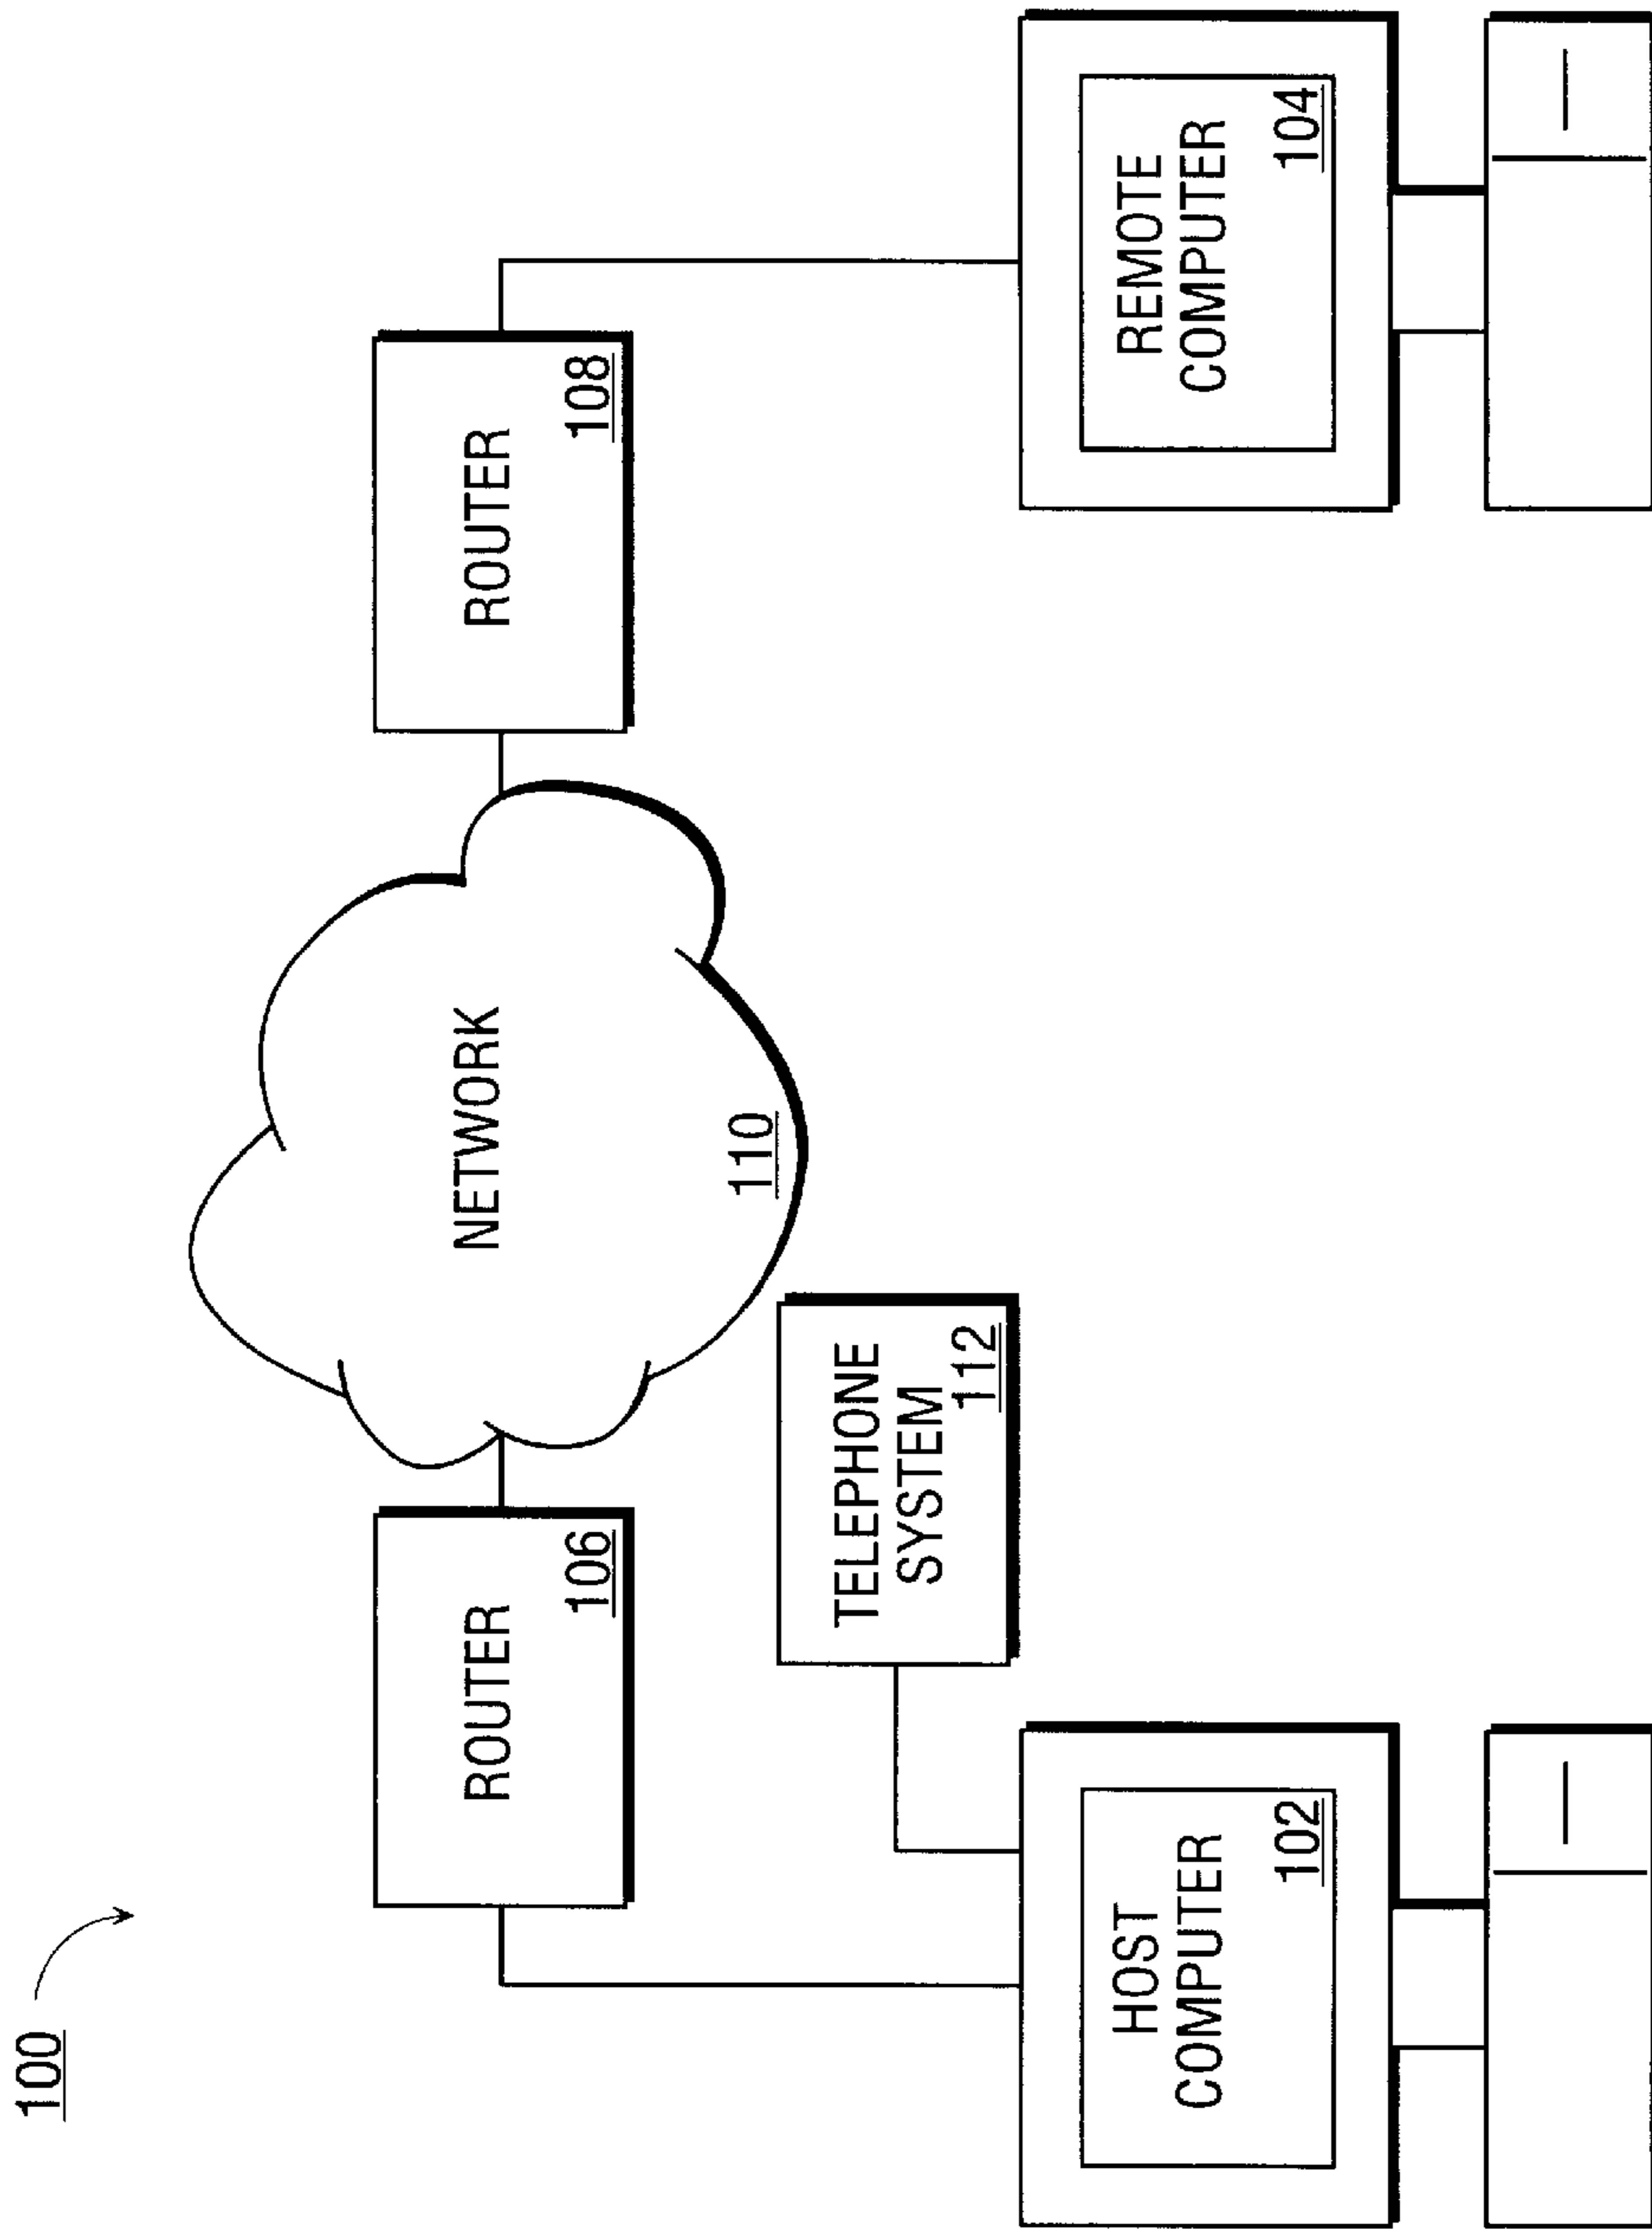 100
NETWORK
110
ROUTER
106
ROUTER
108
TELEPHONE
SYSTEM
112
HOST
COMPUTER
102
REMOTE
COMPUTER
104